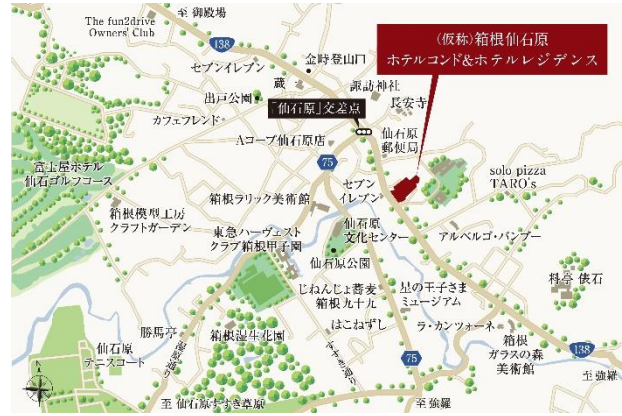 至 御殿場
The fun2drive
Owners' Club
138
セブンイレブン
金時登山口
(仮称)箱根仙石原
ホテルコンド&ホテルレジデンス
蔵
諏訪神社
出戸公園
長安寺
「仙石原」交差点
カフェフレンド
Aコープ仙石原店
仙石原
郵便局
75
富士屋ホテル
仙石ゴルフコース
solo pizza
TARO's
セブン
イレブン
箱根ラリック美術館
箱根模型工房
クラフトガーデン
東急ハーヴェスト
クラブ箱根甲子園
仙石原
文化センター
アルベルゴ・バンブー
仙石原公園
料亭 俵石
じねんじょ蕎麦
箱根九十九
星の王子さま
ミュージアム
勝馬亭
箱根湿生花園
はこねずし
ラ・カンツォーネ
仙石原
テニスコート
湿原通り
すすき通り
箱根
ガラスの森
美術館
138
75
至 強羅
至 仙石原すすき草原
至 強羅